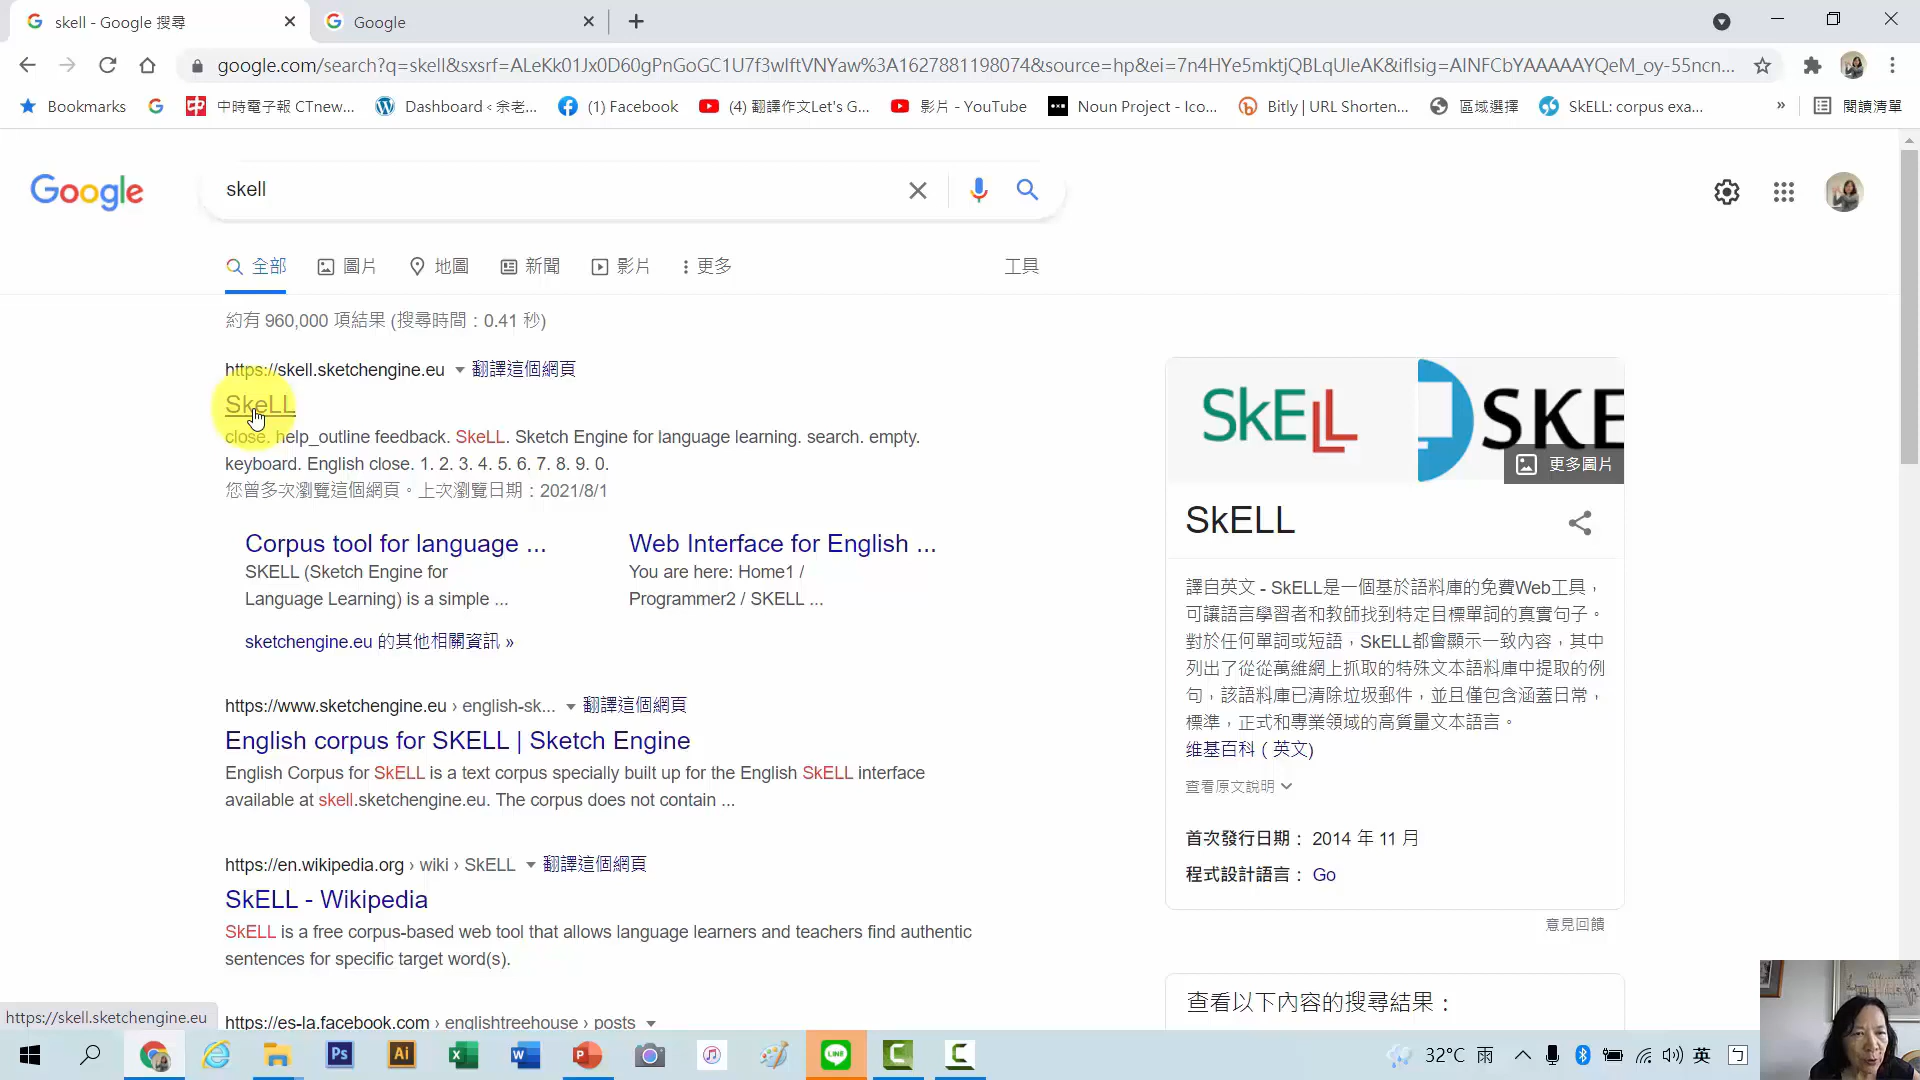 skell - Google 搜尋
Google
google.com/search?q=skell&sxsrf=ALeKk01Jx0D60gPnGoGC1U7f3wIftVNYaw%3A1627881198074&source=hp&ei=7n4HYe5mktjQBLqUleAK&iflsig=AINFCbYAAAAAYQeM_oy-55ncn...
Bookmarks
中時電子報 CTnew...
Dashboard ‹ 余老...
(1) Facebook
(4) 翻譯作文Let's G...
影片 - YouTube
Noun Project - Ico...
Bitly | URL Shorten...
區域選擇
SkELL: corpus exa...
»
閱讀清單
Google
skell
全部
圖片
地圖
新聞
影片
更多
工具
約有 960,000 項結果 (搜尋時間：0.41 秒)
https://skell.sketchengine.eu
翻譯這個網頁
SkeLL
close. help_outline feedback. SkeLL. Sketch Engine for language learning. search. empty.
keyboard. English close. 1. 2. 3. 4. 5. 6. 7. 8. 9. 0.
您曾多次瀏覽這個網頁。上次瀏覽日期：2021/8/1
Corpus tool for language ...
SKELL (Sketch Engine for
Language Learning) is a simple ...
Web Interface for English ...
You are here: Home1 /
Programmer2 / SKELL ...
sketchengine.eu 的其他相關資訊 »
https://www.sketchengine.eu › english-sk...
翻譯這個網頁
English corpus for SKELL | Sketch Engine
English Corpus for SkELL is a text corpus specially built up for the English SkELL interface
available at skell.sketchengine.eu. The corpus does not contain ...
https://en.wikipedia.org › wiki › SkELL
翻譯這個網頁
SkELL - Wikipedia
SkELL is a free corpus-based web tool that allows language learners and teachers find authentic
sentences for specific target word(s).
https://es-la.facebook.com › englishtreehouse › posts
SkELL
SKE
更多圖片
SkELL
譯自英文 - SkELL是一個基於語料庫的免費Web工具，
可讓語言學習者和教師找到特定目標單詞的真實句子。
對於任何單詞或短語，SkELL都會顯示一致內容，其中
列出了從從萬維網上抓取的特殊文本語料庫中提取的例
句，該語料庫已清除垃圾郵件，並且僅包含涵蓋日常，
標準，正式和專業領域的高質量文本語言。
维基百科 ( 英文)
查看原文說明
首次發行日期： 2014 年 11 月
程式設計語言： Go
意見回饋
查看以下內容的搜尋結果：
https://skell.sketchengine.eu
Ps
Ai
LINE
32°C 雨
英